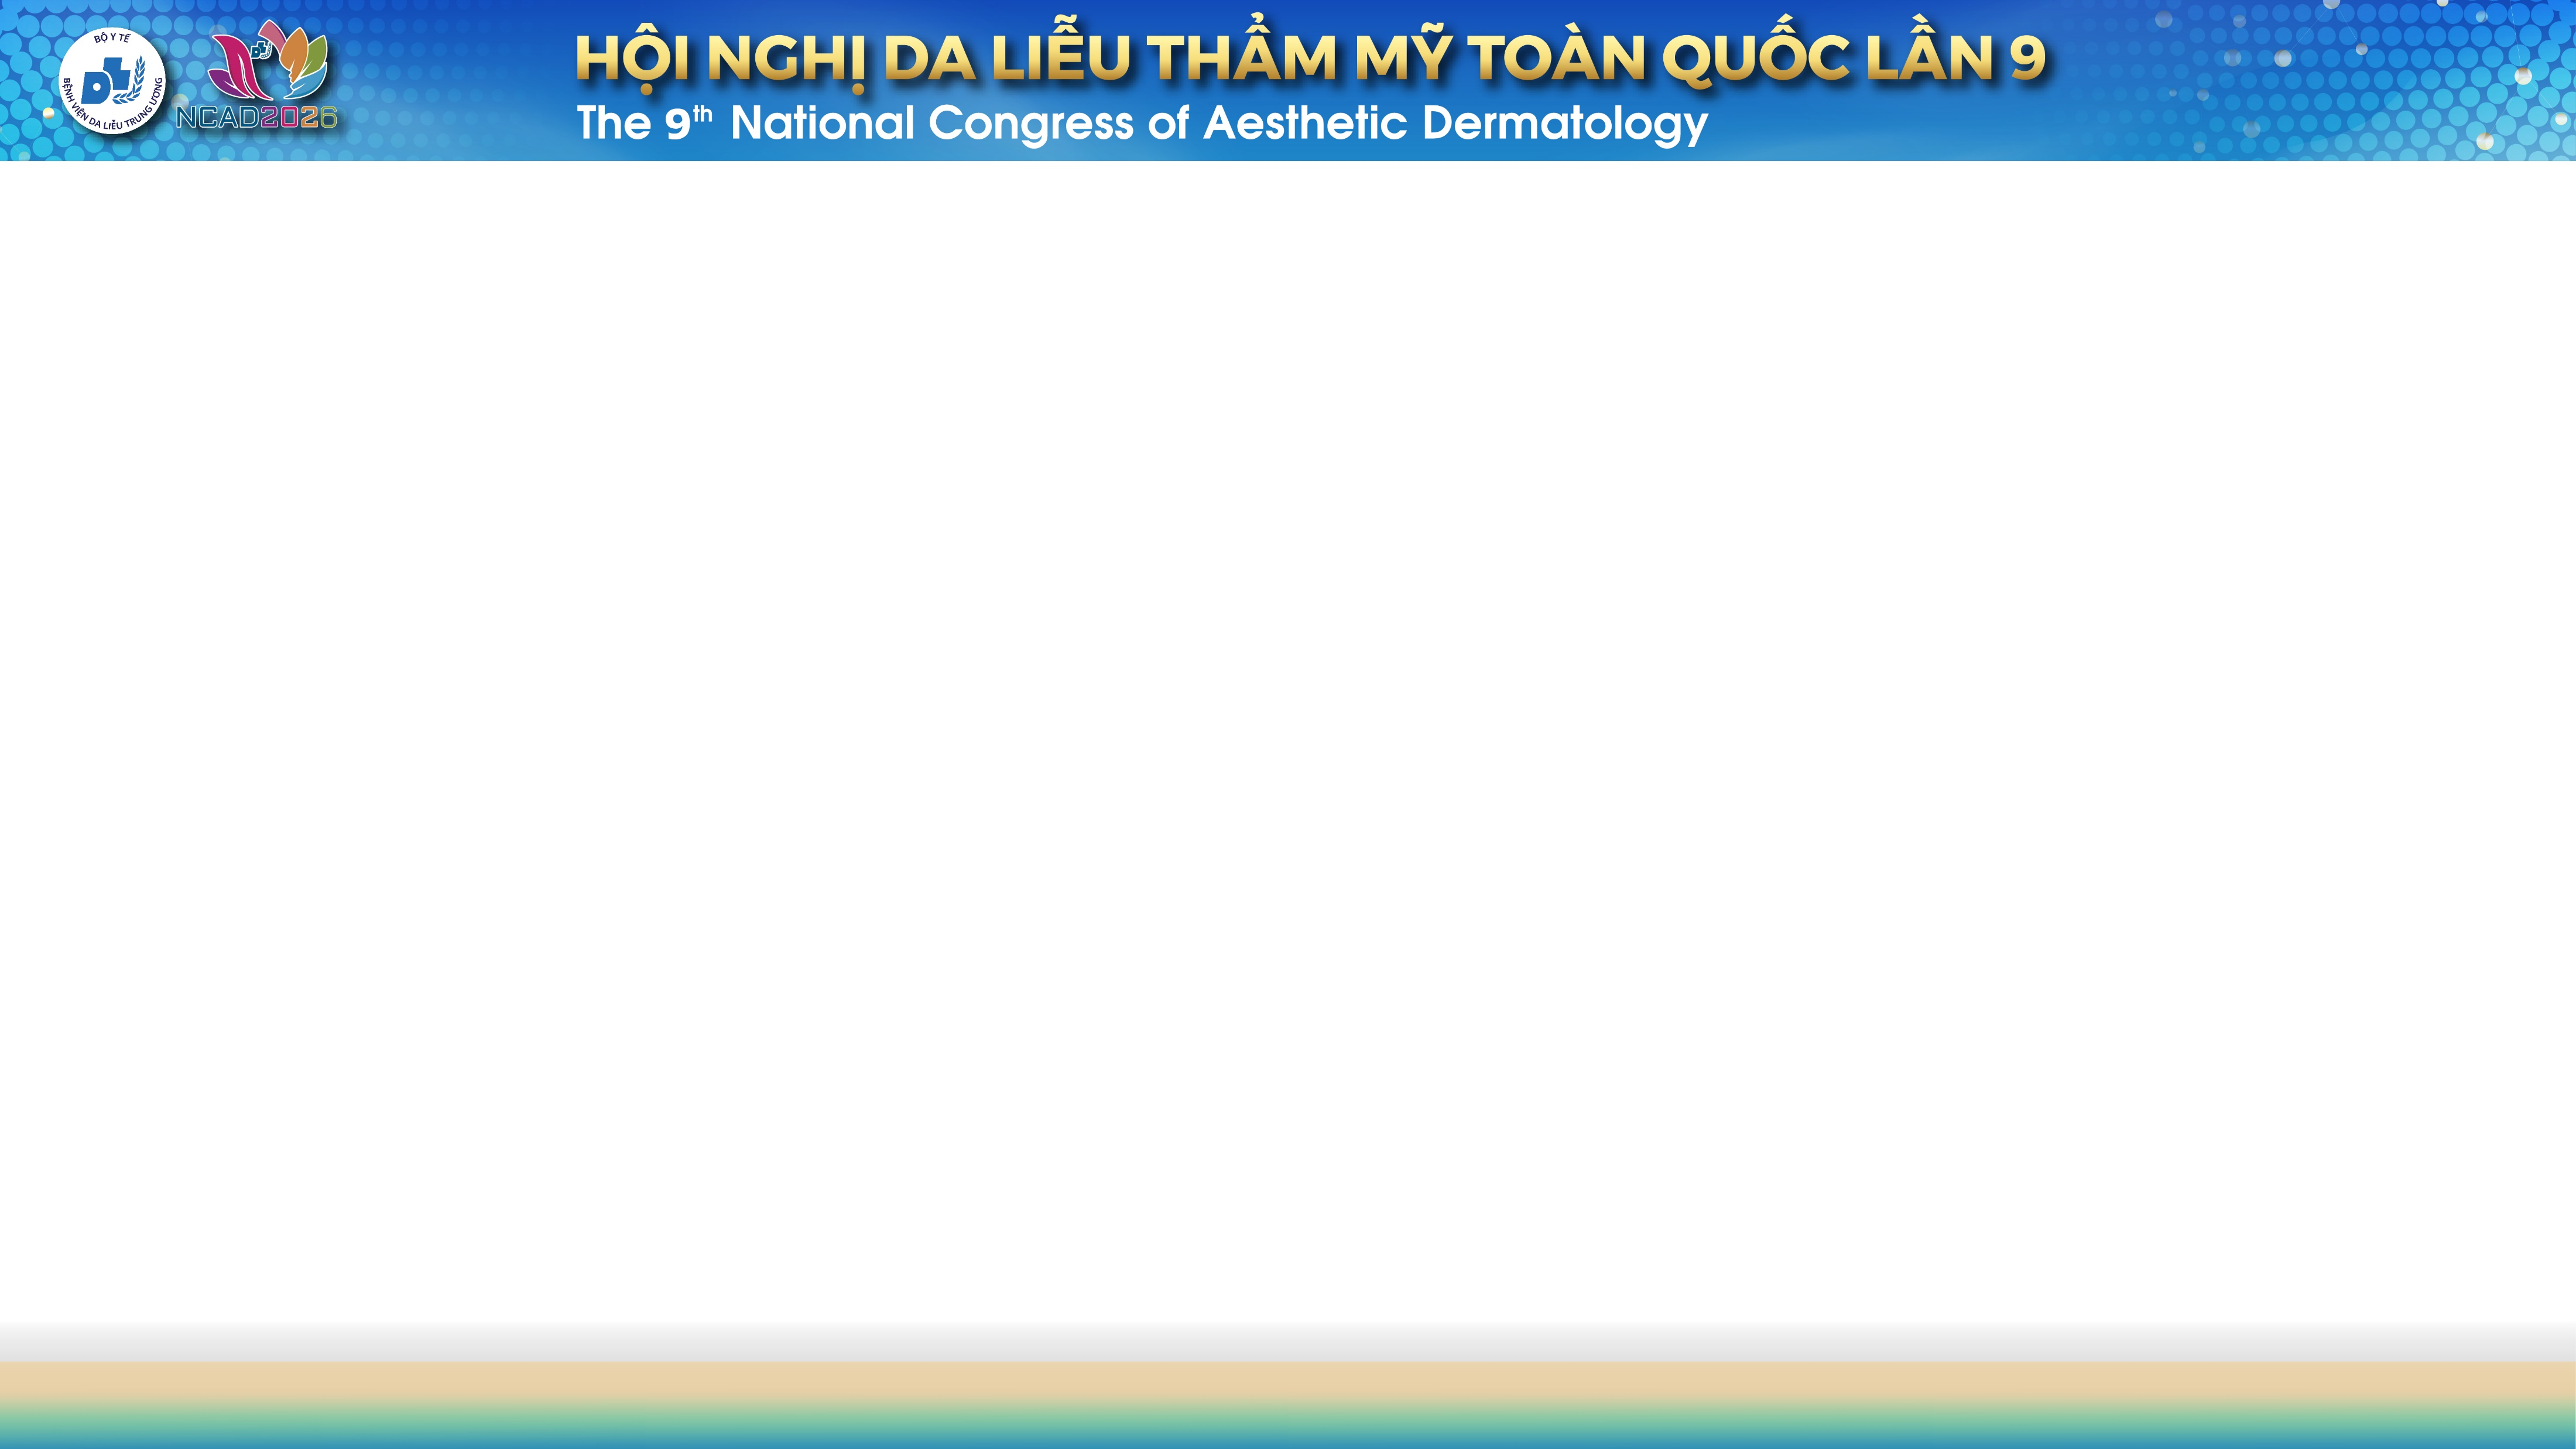 BỘ Y TẾ
BỆNH VIỆN DA LIỄU TRUNG ƯƠNG
NCAD2026
HỘI NGHỊ DA LIỄU THẨM MỸ TOÀN QUỐC LẦN 9
The 9th National Congress of Aesthetic Dermatology